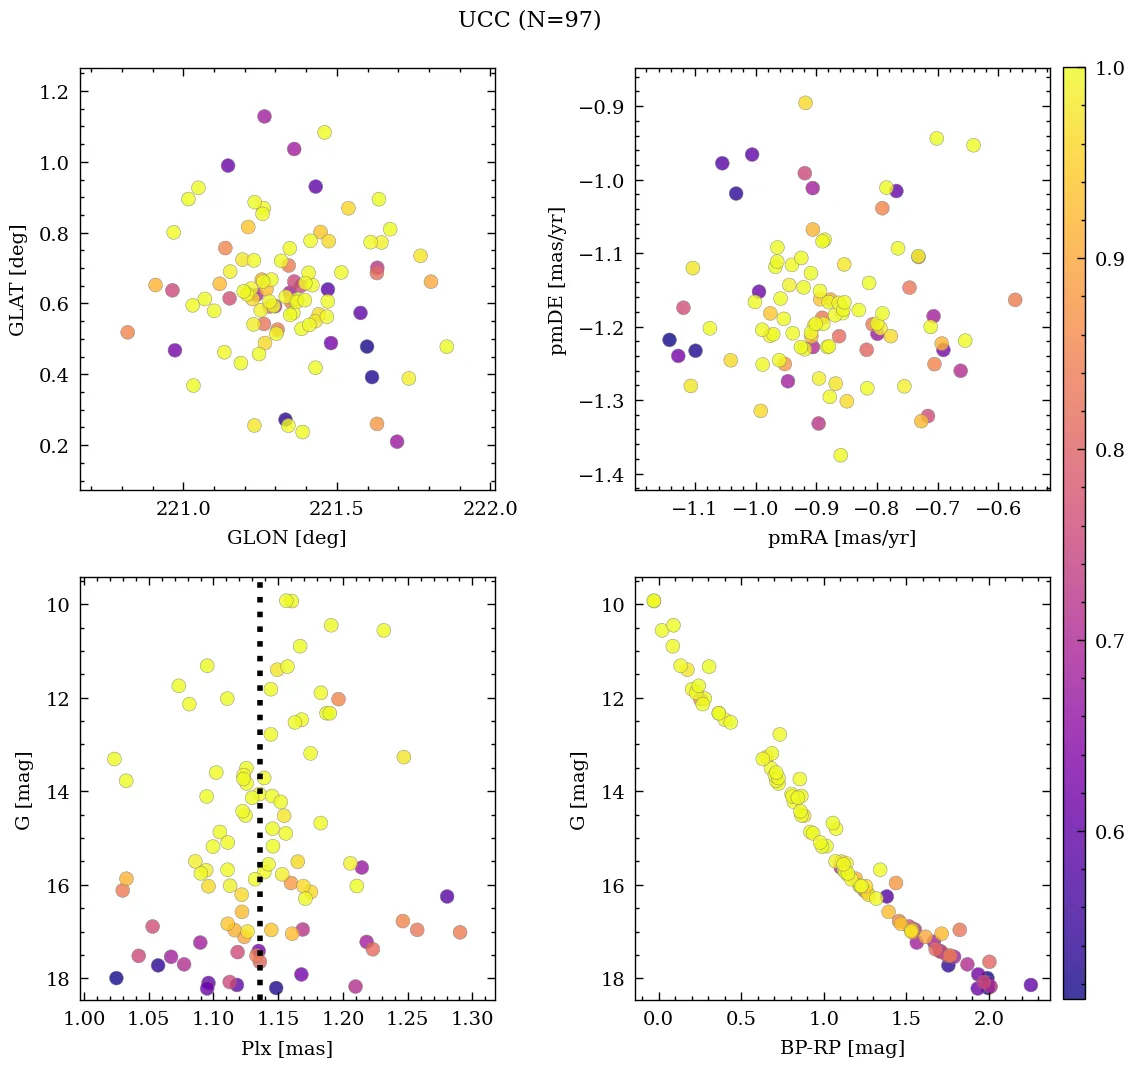 UCC (N=97)
1.2
1.0
0.8
0.6
0.4
0.2
GLAT [deg]
221.0 221.5 222.0
GLON [deg]
−0.9
−1.0
−1.1
−1.2
−1.3
−1.4
pmDE [mas/yr]
−1.1 −1.0 −0.9 −0.8 −0.7 −0.6
pmRA [mas/yr]
1.0
0.9
0.8
0.7
0.6
10
12
14
16
18
G [mag]
1.00 1.05 1.10 1.15 1.20 1.25 1.30
Plx [mas]
10
12
14
16
18
G [mag]
0.0 0.5 1.0 1.5 2.0
BP-RP [mag]